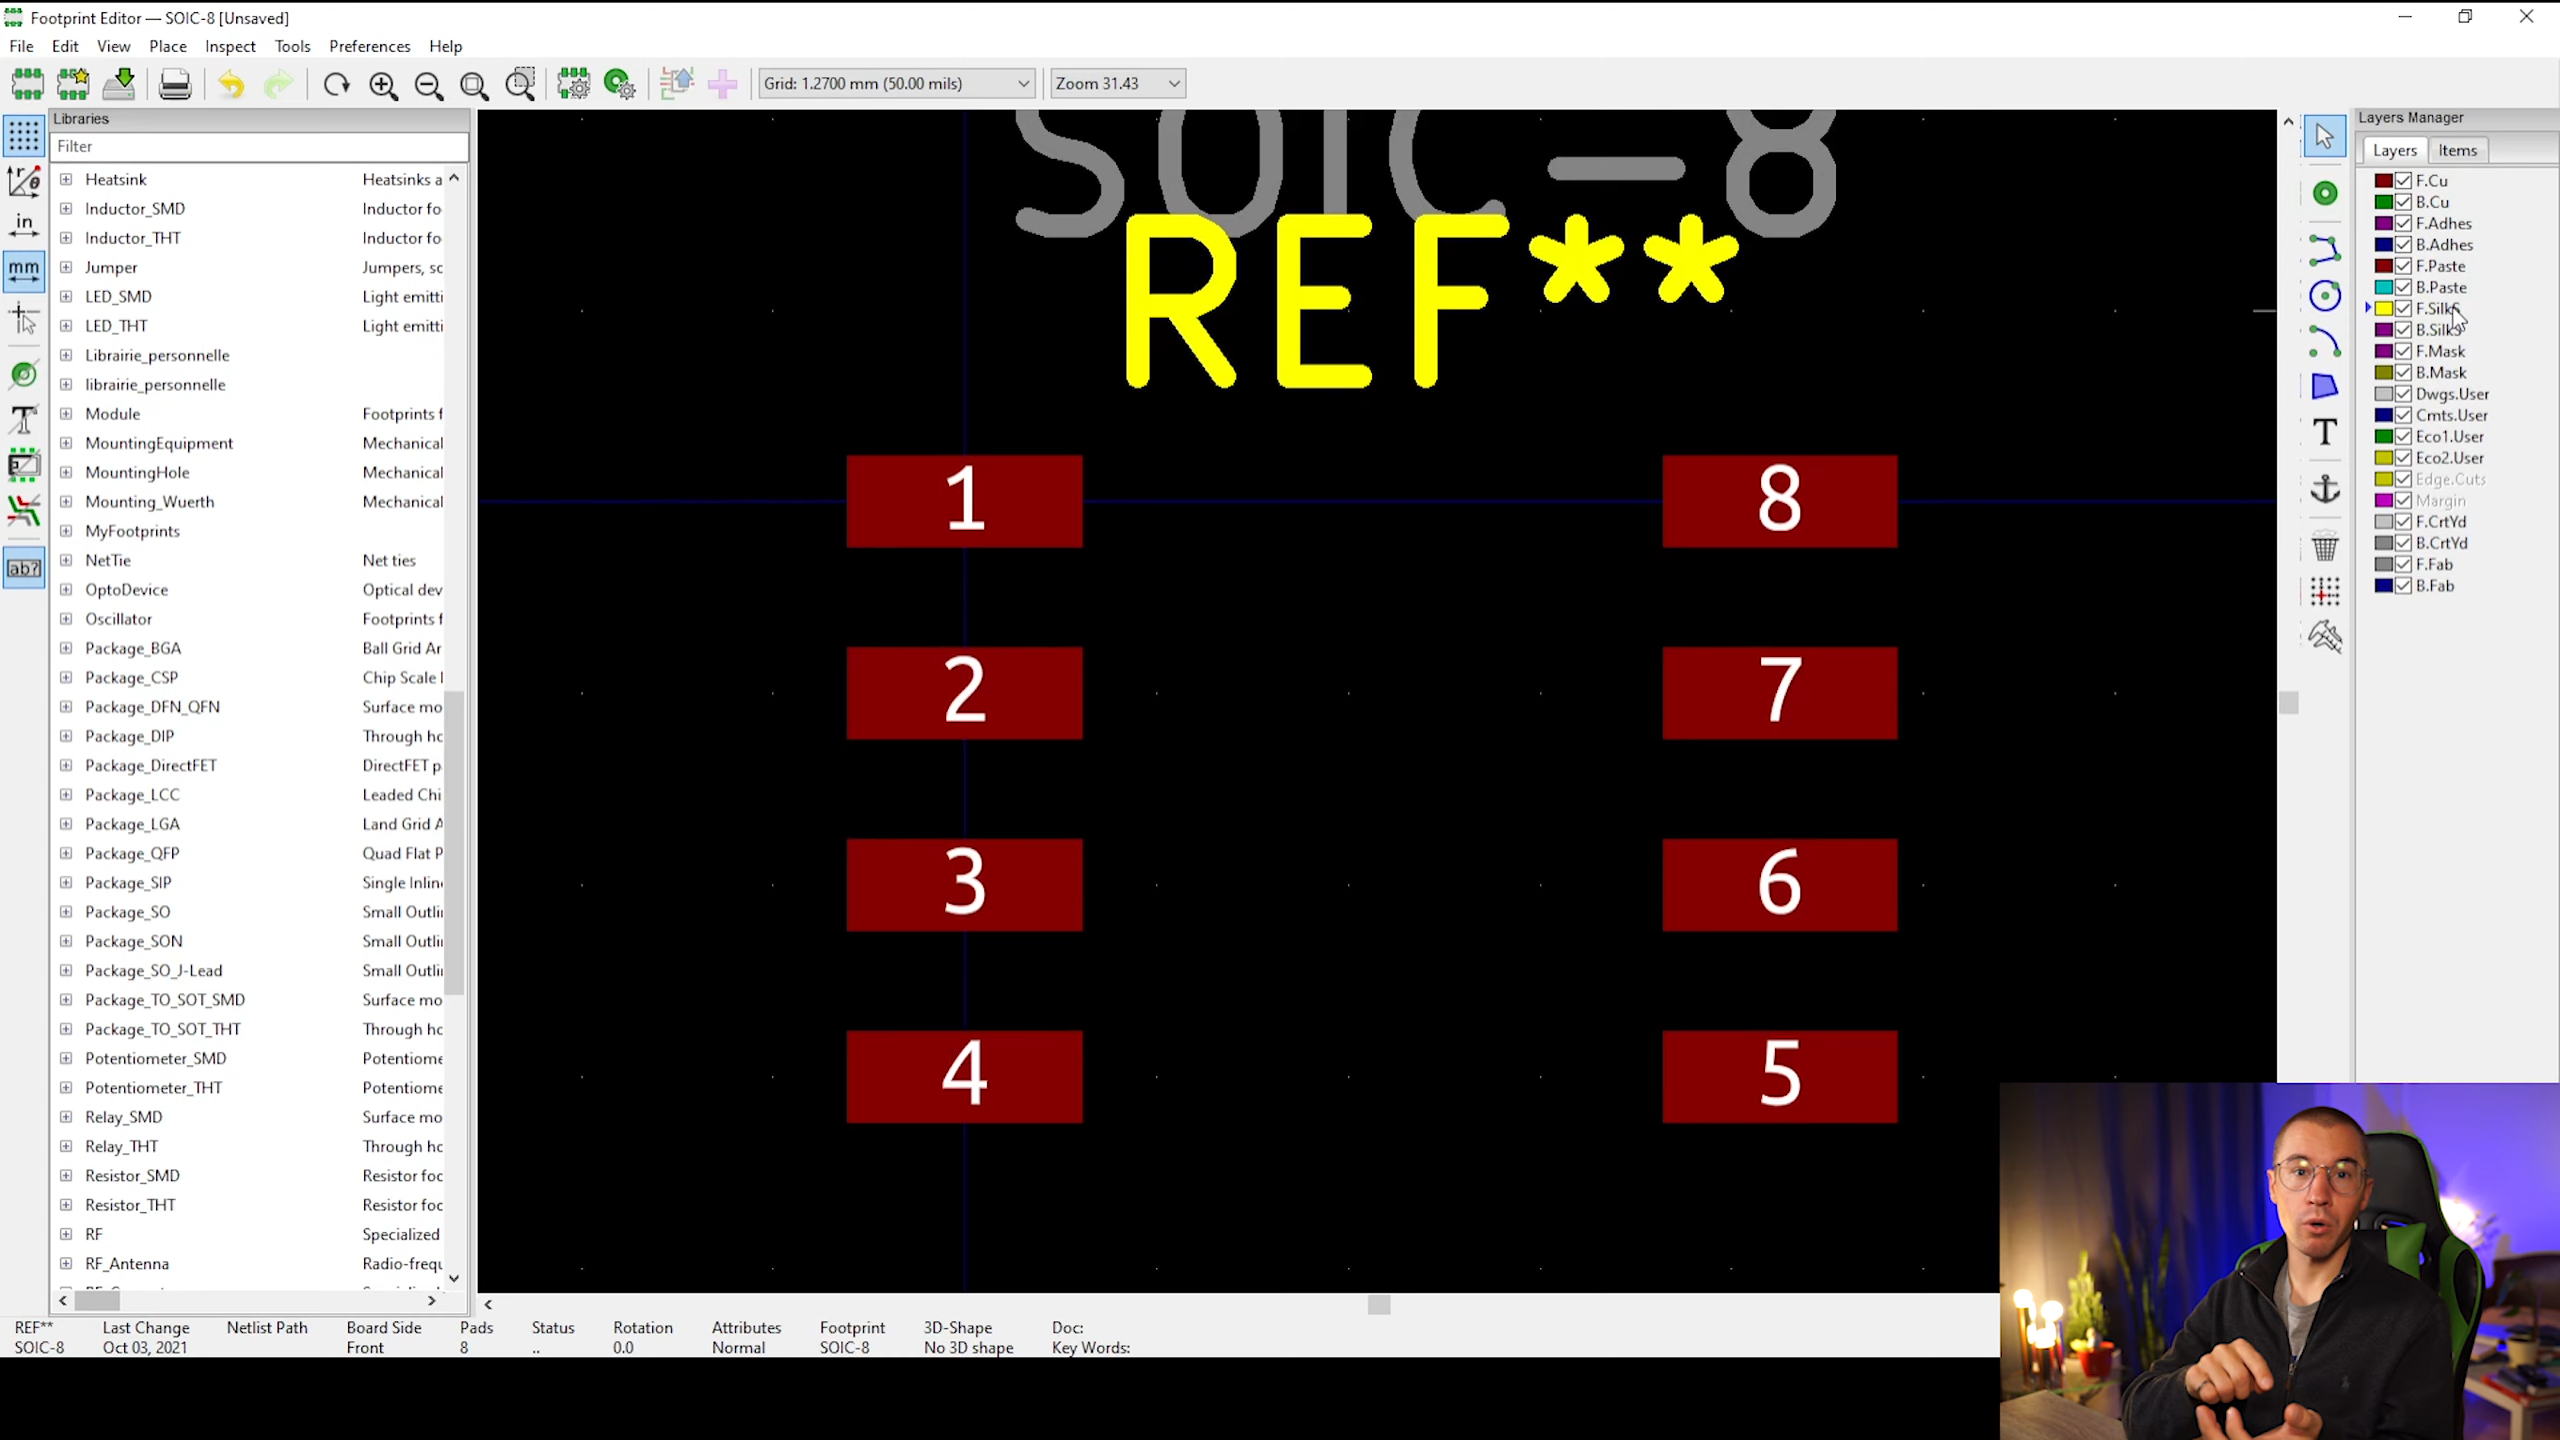 Footprint Editor — SOIC-8 [Unsaved]
File Edit View Place Inspect Tools Preferences Help
Grid: 1.2700 mm (50.00 mils)
Zoom 31.43
Libraries
Filter
Heatsink Heatsinks a
Inductor_SMD Inductor fo
Inductor_THT Inductor fo
Jumper Jumpers, sc
LED_SMD Light emitti
LED_THT Light emitti
Librairie_personnelle
librairie_personnelle
Module Footprints f
MountingEquipment Mechanical
MountingHole Mechanical
Mounting_Wuerth Mechanical
MyFootprints
NetTie Net ties
OptoDevice Optical dev
Oscillator Footprints f
Package_BGA Ball Grid Ar
Package_CSP Chip Scale
Package_DFN_QFN Surface mo
Package_DIP Through ho
Package_DirectFET DirectFET p
Package_LCC Leaded Chi
Package_LGA Land Grid A
Package_QFP Quad Flat P
Package_SIP Single Inlin
Package_SO Small Outli
Package_SON Small Outli
Package_SO_J-Lead Small Outli
Package_TO_SOT_SMD Surface mo
Package_TO_SOT_THT Through ho
Potentiometer_SMD Potentiome
Potentiometer_THT Potentiome
Relay_SMD Surface mo
Relay_THT Through ho
Resistor_SMD Resistor foo
Resistor_THT Resistor foo
RF Specialized
RF_Antenna Radio-frequ
in
mm
ab?
SOIC-8
REF**
1 8
2 7
3 6
4 5
T
Layers Manager
Layers Items
F.Cu
B.Cu
F.Adhes
B.Adhes
F.Paste
B.Paste
F.SilkS
B.SilkS
F.Mask
B.Mask
Dwgs.User
Cmts.User
Eco1.User
Eco2.User
Edge.Cuts
Margin
F.CrtYd
B.CrtYd
F.Fab
B.Fab
REF** Last Change Netlist Path Board Side Pads Status Rotation Attributes Footprint 3D-Shape Doc:
SOIC-8 Oct 03, 2021 Front 8 .. 0.0 Normal SOIC-8 No 3D shape Key Words: